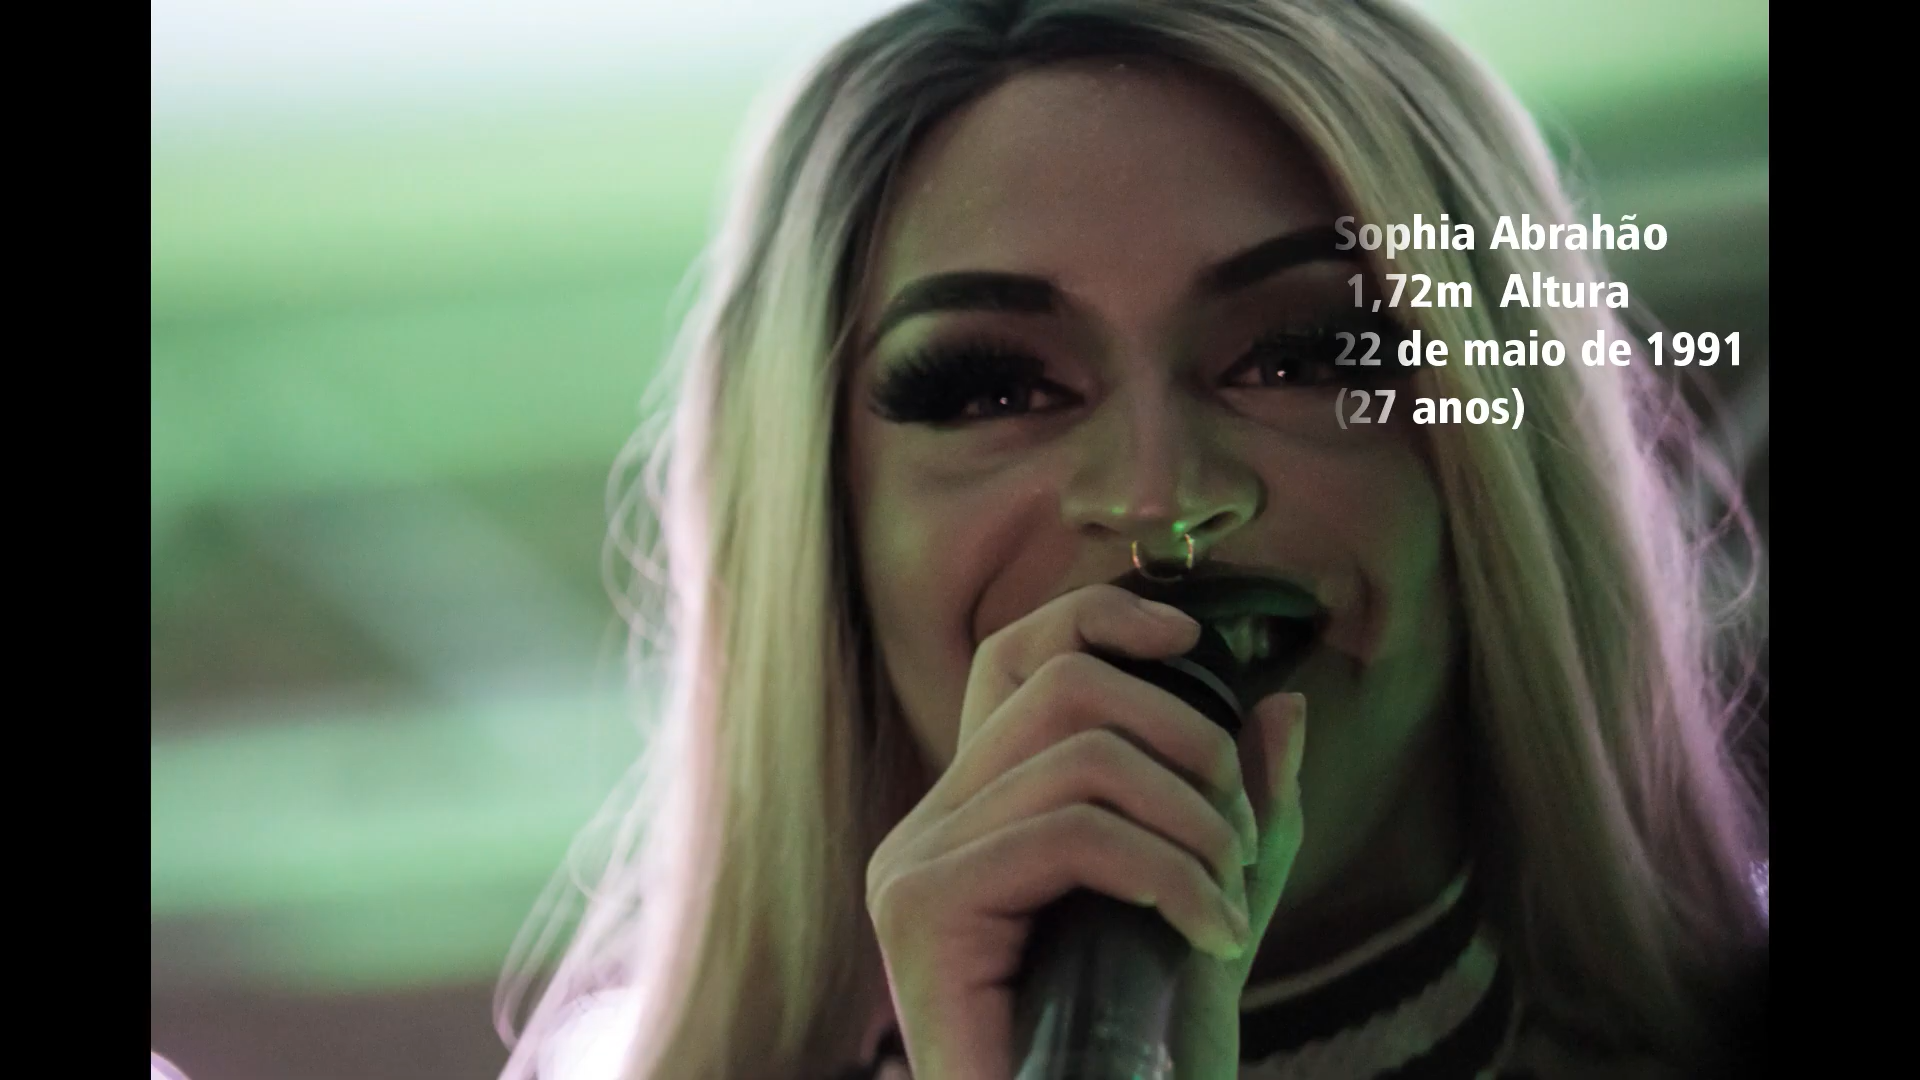 Sophia Abrahão
1,72m  Altura
22 de maio de 1991
(27 anos)